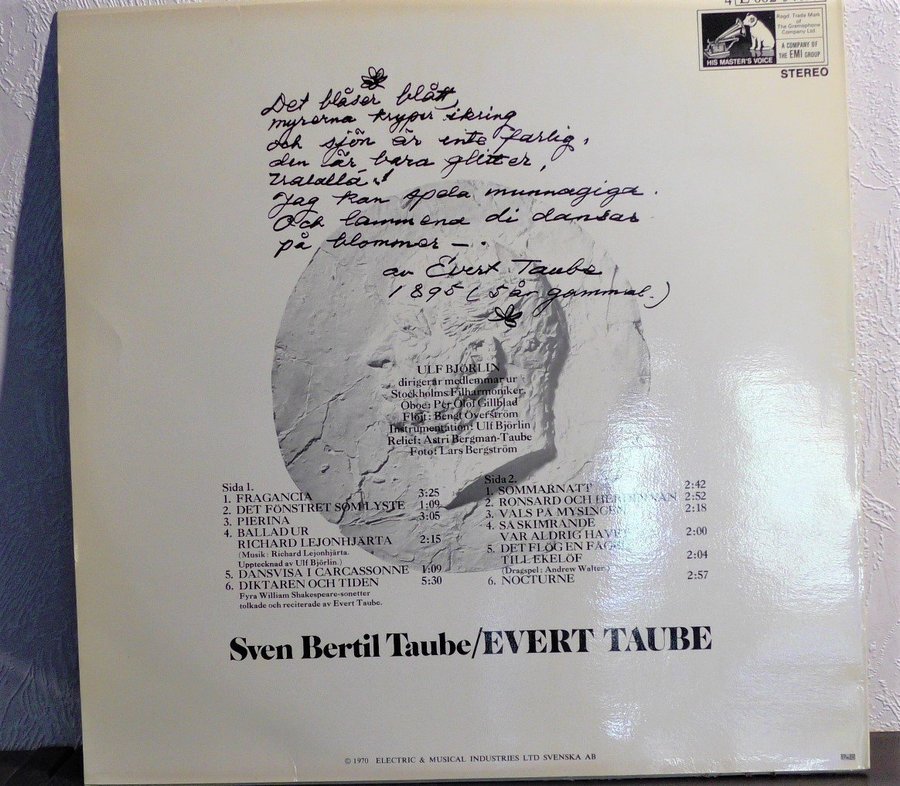 Regd. Trade Mark
of The
The Gramophone
Company Ltd
A COMPANY OF
THE EMI GROUP
HIS MASTER'S VOICE
STEREO
Det blåser blått,
myrerna kryper ikring
och sjön är inte farlig,
den är bara glitter,
Tralallá!
Jag kan spela munnagiga.
Och lammena di dansar
på blommor —.
av Evert Taube
1895 (5 år gammal.)
ULF BJÖRLIN
dirigerar medlemmar ur
Stockholms Filharmoniker
Oboe: Per Olof Gillblad
Flöjt: Bengt Överström
Instrumentation: Ulf Björlin
Relief: Astri Bergman-Taube
Foto: Lars Bergström
Sida 1.
1. FRAGANCIA 3:25
2. DET FÖNSTRET SOM LYSTE 1:09
3. PIERINA 3:05
4. BALLAD UR
RICHARD LEJONHJÄRTA 2:15
(Musik: Richard Lejonhjärta.
Upptecknad av Ulf Björlin.)
5. DANSVISA I CARCASSONNE 1:09
6. DIKTAREN OCH TIDEN 5:30
Fyra William Shakespeare-sonetter
tolkade och reciterade av Evert Taube.
Sida 2.
1. SOMMARNATT 2:42
2. RONSARD OCH BERDINNAN 2:52
3. VALS PÅ MYSINGEN 2:18
4. SÅ SKIMRANDE
VAR ALDRIG HAVET 2:00
5. DET FLÖG EN FÅGEL
TILL ÆKELÖF 2:04
(Dragspel: Andrew Walter.)
6. NOCTURNE 2:57
Sven Bertil Taube/EVERT TAUBE
© 1970 ELECTRIC & MUSICAL INDUSTRIES LTD SVENSKA AB